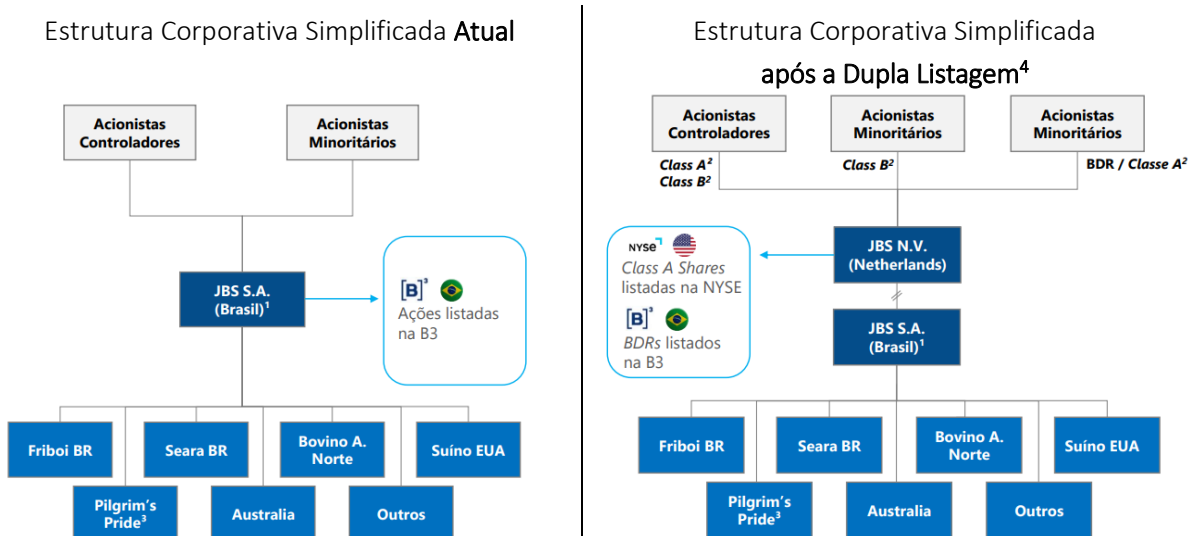 Estrutura Corporativa Simplificada Atual
Acionistas
Controladores
Acionistas
Minoritários
JBS S.A.
(Brasil)¹
[B]³
Ações listadas
na B3
Friboi BR
Seara BR
Bovino A.
Norte
Suíno EUA
Pilgrim's
Pride³
Australia
Outros
Estrutura Corporativa Simplificada
após a Dupla Listagem⁴
Acionistas
Controladores
Acionistas
Minoritários
Acionistas
Minoritários
Class A²
Class B²
Class B²
BDR / Classe A²
NYSE
Class A Shares
listadas na NYSE
[B]³
BDRs listados
na B3
JBS N.V.
(Netherlands)
JBS S.A.
(Brasil)¹
Friboi BR
Seara BR
Bovino A.
Norte
Suíno EUA
Pilgrim's
Pride³
Australia
Outros